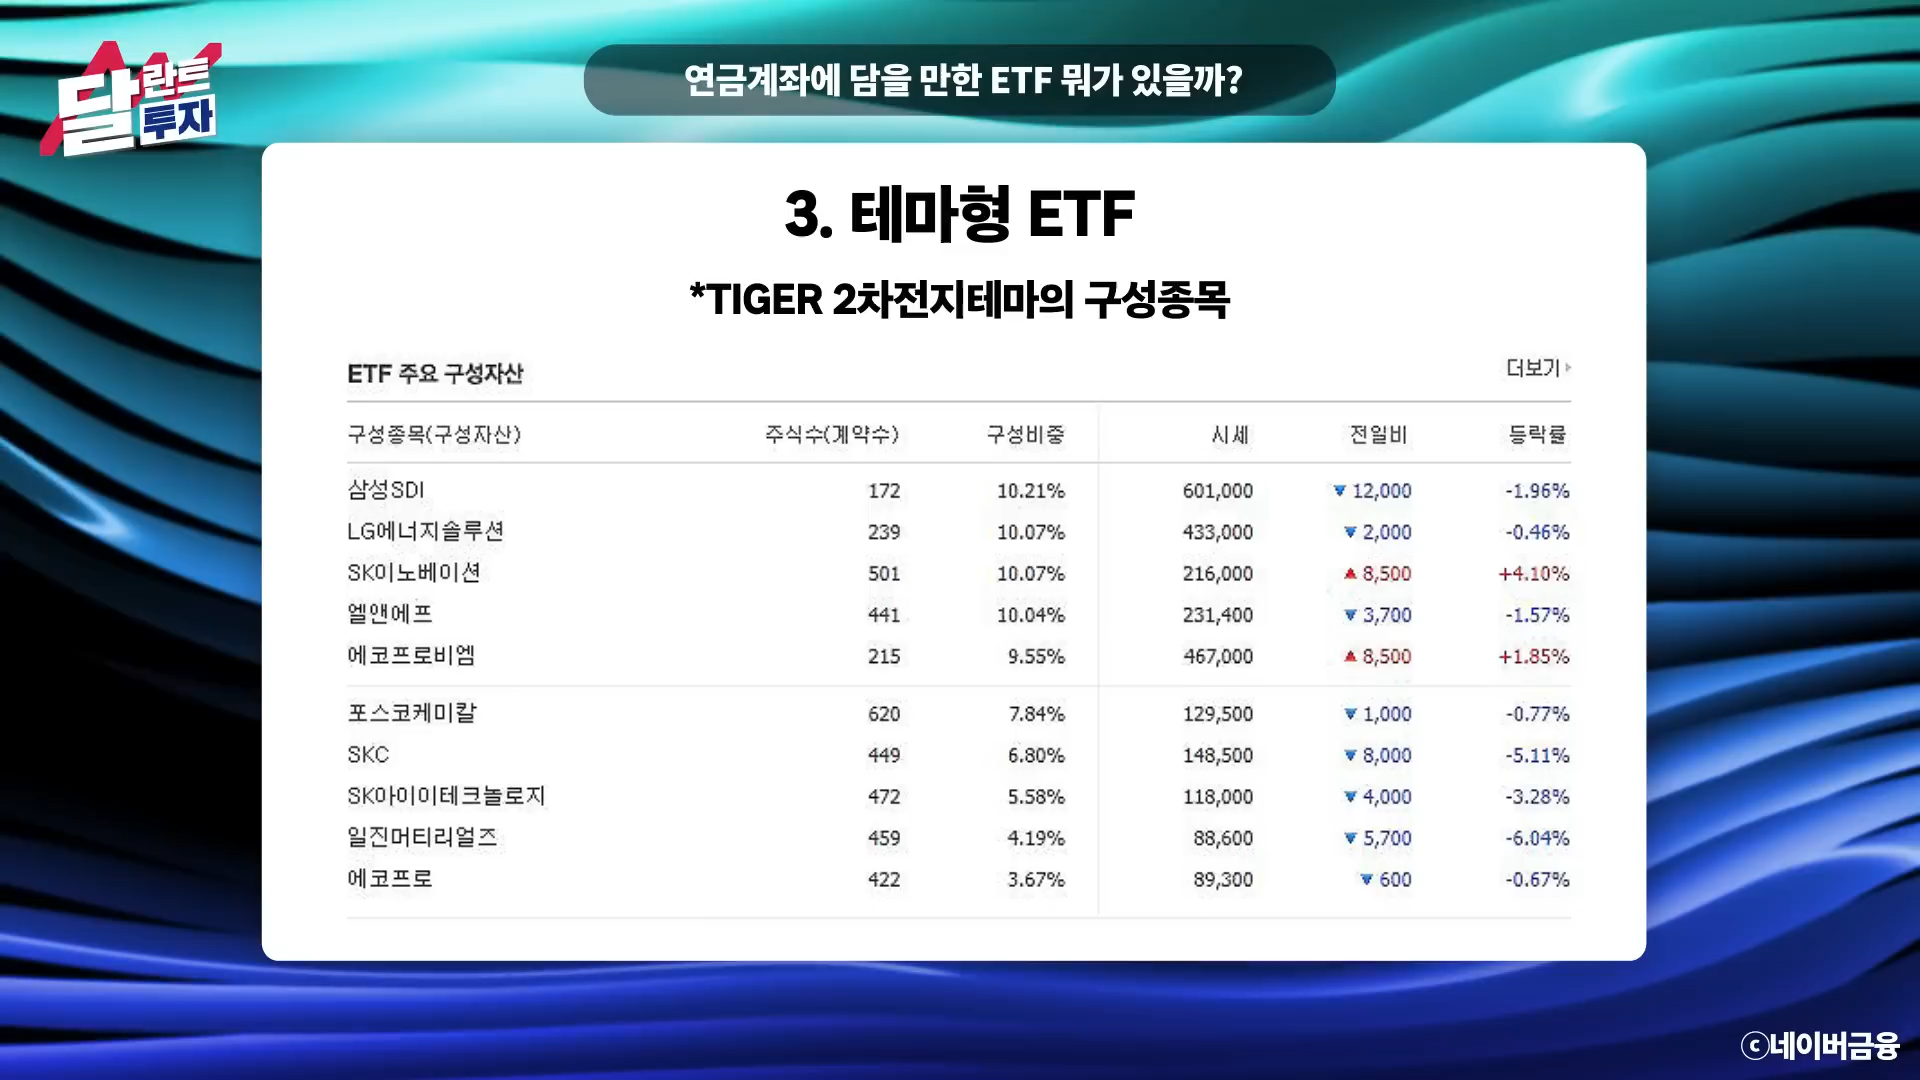 달란트
투자
연금계좌에 담을 만한 ETF 뭐가 있을까?
3. 테마형 ETF
*TIGER 2차전지테마의 구성종목
ETF 주요 구성자산 더보기
구성종목(구성자산) 주식수(계약수) 구성비중 시세 전일비 등락률
삼성SDI 172 10.21% 601,000 ▼ 12,000 -1.96%
LG에너지솔루션 239 10.07% 433,000 ▼ 2,000 -0.46%
SK이노베이션 501 10.07% 216,000 ▲ 8,500 +4.10%
엘앤에프 441 10.04% 231,400 ▼ 3,700 -1.57%
에코프로비엠 215 9.55% 467,000 ▲ 8,500 +1.85%
포스코케미칼 620 7.84% 129,500 ▼ 1,000 -0.77%
SKC 449 6.80% 148,500 ▼ 8,000 -5.11%
SK아이이테크놀로지 472 5.58% 118,000 ▼ 4,000 -3.28%
일진머티리얼즈 459 4.19% 88,600 ▼ 5,700 -6.04%
에코프로 422 3.67% 89,300 ▼ 600 -0.67%
ⓒ네이버금융